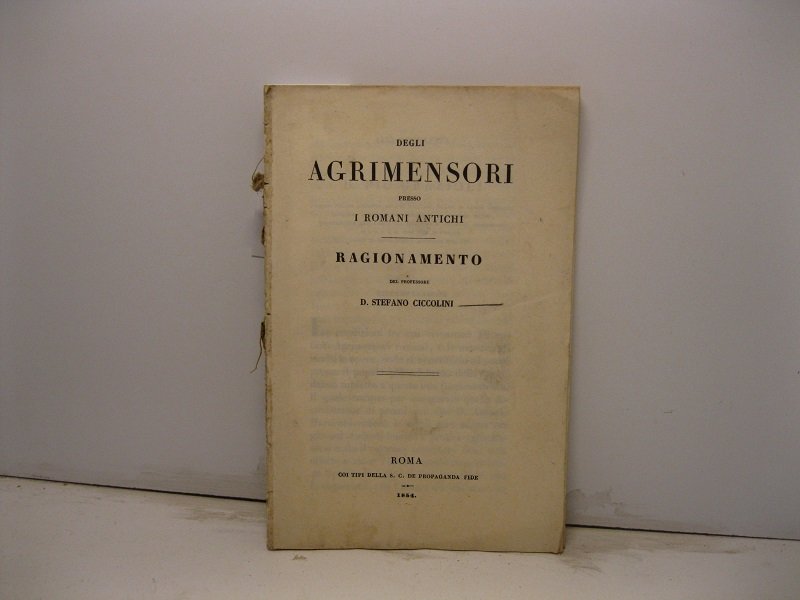 DEGLI
AGRIMENSORI
PRESSO
I ROMANI ANTICHI
RAGIONAMENTO
DEL PROFESSORE
D. STEFANO CICCOLINI
ROMA
COI TIPI DELLA S. C. DE PROPAGANDA FIDE
1854.